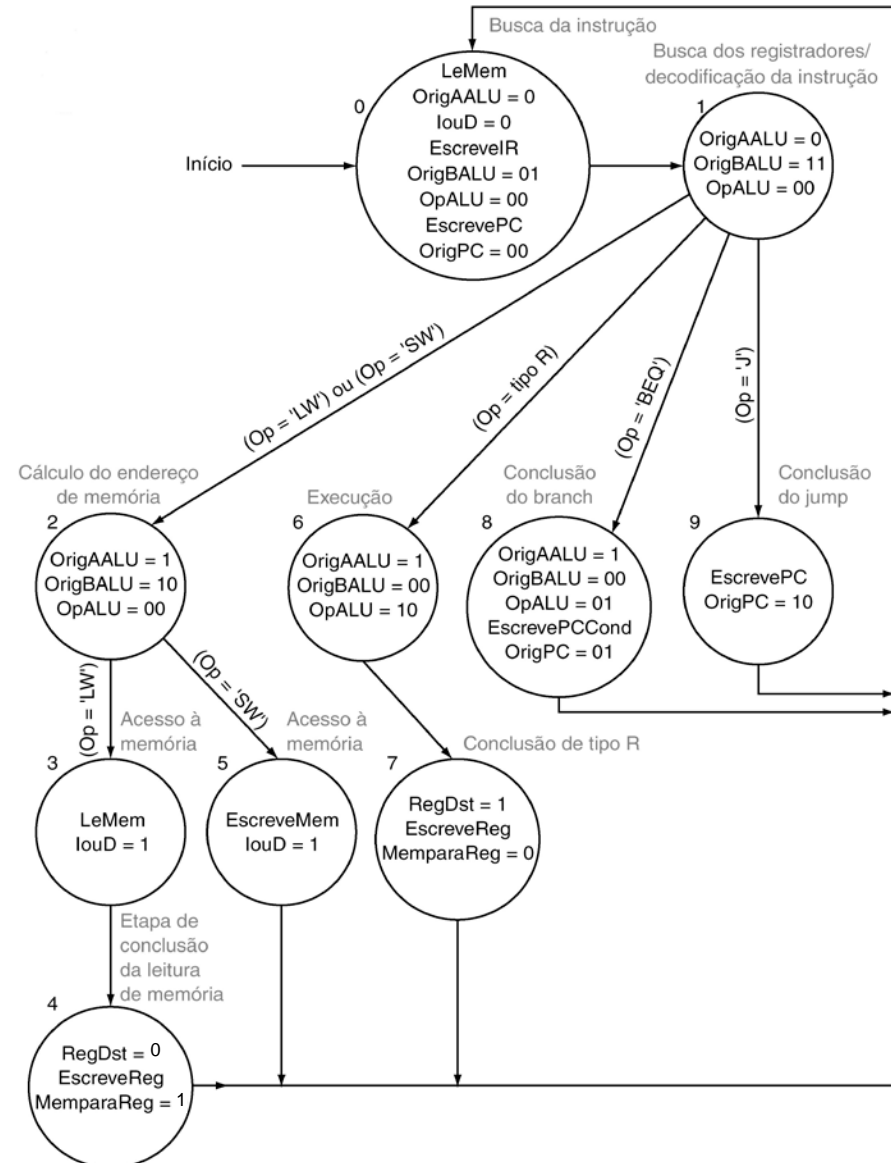 Busca da instrução
Busca dos registradores/
decodificação da instrução
0
LeMem
OrigAALU = 0
IouD = 0
EscreveIR
OrigBALU = 01
OpALU = 00
EscrevePC
OrigPC = 00
1
OrigAALU = 0
OrigBALU = 11
OpALU = 00
Início
(Op = 'LW') ou (Op = 'SW')
(Op = tipo R)
(Op = 'BEQ')
(Op = 'J')
Cálculo do endereço
de memória
2
OrigAALU = 1
OrigBALU = 10
OpALU = 00
Execução
6
OrigAALU = 1
OrigBALU = 00
OpALU = 10
Conclusão
do branch
8
OrigAALU = 1
OrigBALU = 00
OpALU = 01
EscrevePCCond
OrigPC = 01
Conclusão
do jump
9
EscrevePC
OrigPC = 10
(Op = 'LW')
(Op = 'SW')
Acesso à
memória
3
LeMem
IouD = 1
Acesso à
memória
5
EscreveMem
IouD = 1
Conclusão de tipo R
7
RegDst = 1
EscreveReg
MemparaReg = 0
Etapa de
conclusão
da leitura
de memória
4
RegDst = 0
EscreveReg
MemparaReg = 1